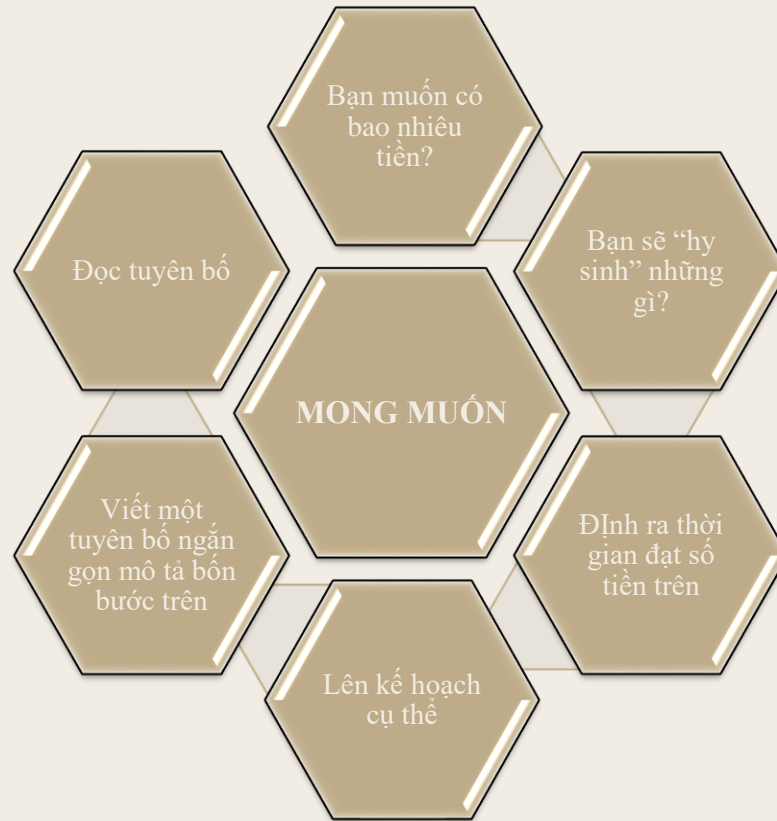 Bạn muốn có
bao nhiêu
tiền?
Bạn sẽ “hy
sinh” những
gì?
ĐỊnh ra thời
gian đạt số
tiền trên
Lên kế hoạch
cụ thể
Viết một
tuyên bố ngắn
gọn mô tả bốn
bước trên
Đọc tuyên bố
MONG MUỐN